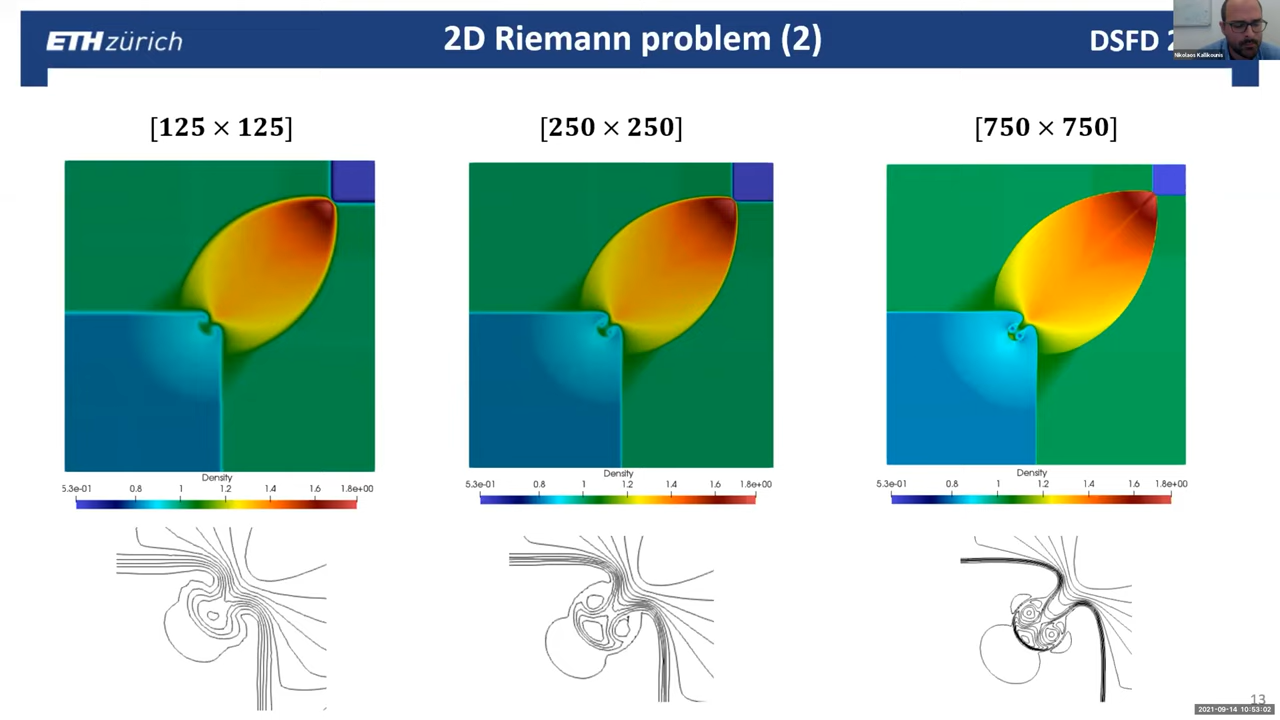 ETH zürich
2D Riemann problem (2)
DSFD 2
Nikolaos Kallikounis
[125 × 125]
[250 × 250]
[750 × 750]
Density
5.3e-01 0.8 1 1.2 1.4 1.6 1.8e+00
Density
5.3e-01 0.8 1 1.2 1.4 1.6 1.8e+00
Density
5.3e-01 0.8 1 1.2 1.4 1.6 1.8e+00
13
2021-09-14 10:53:02